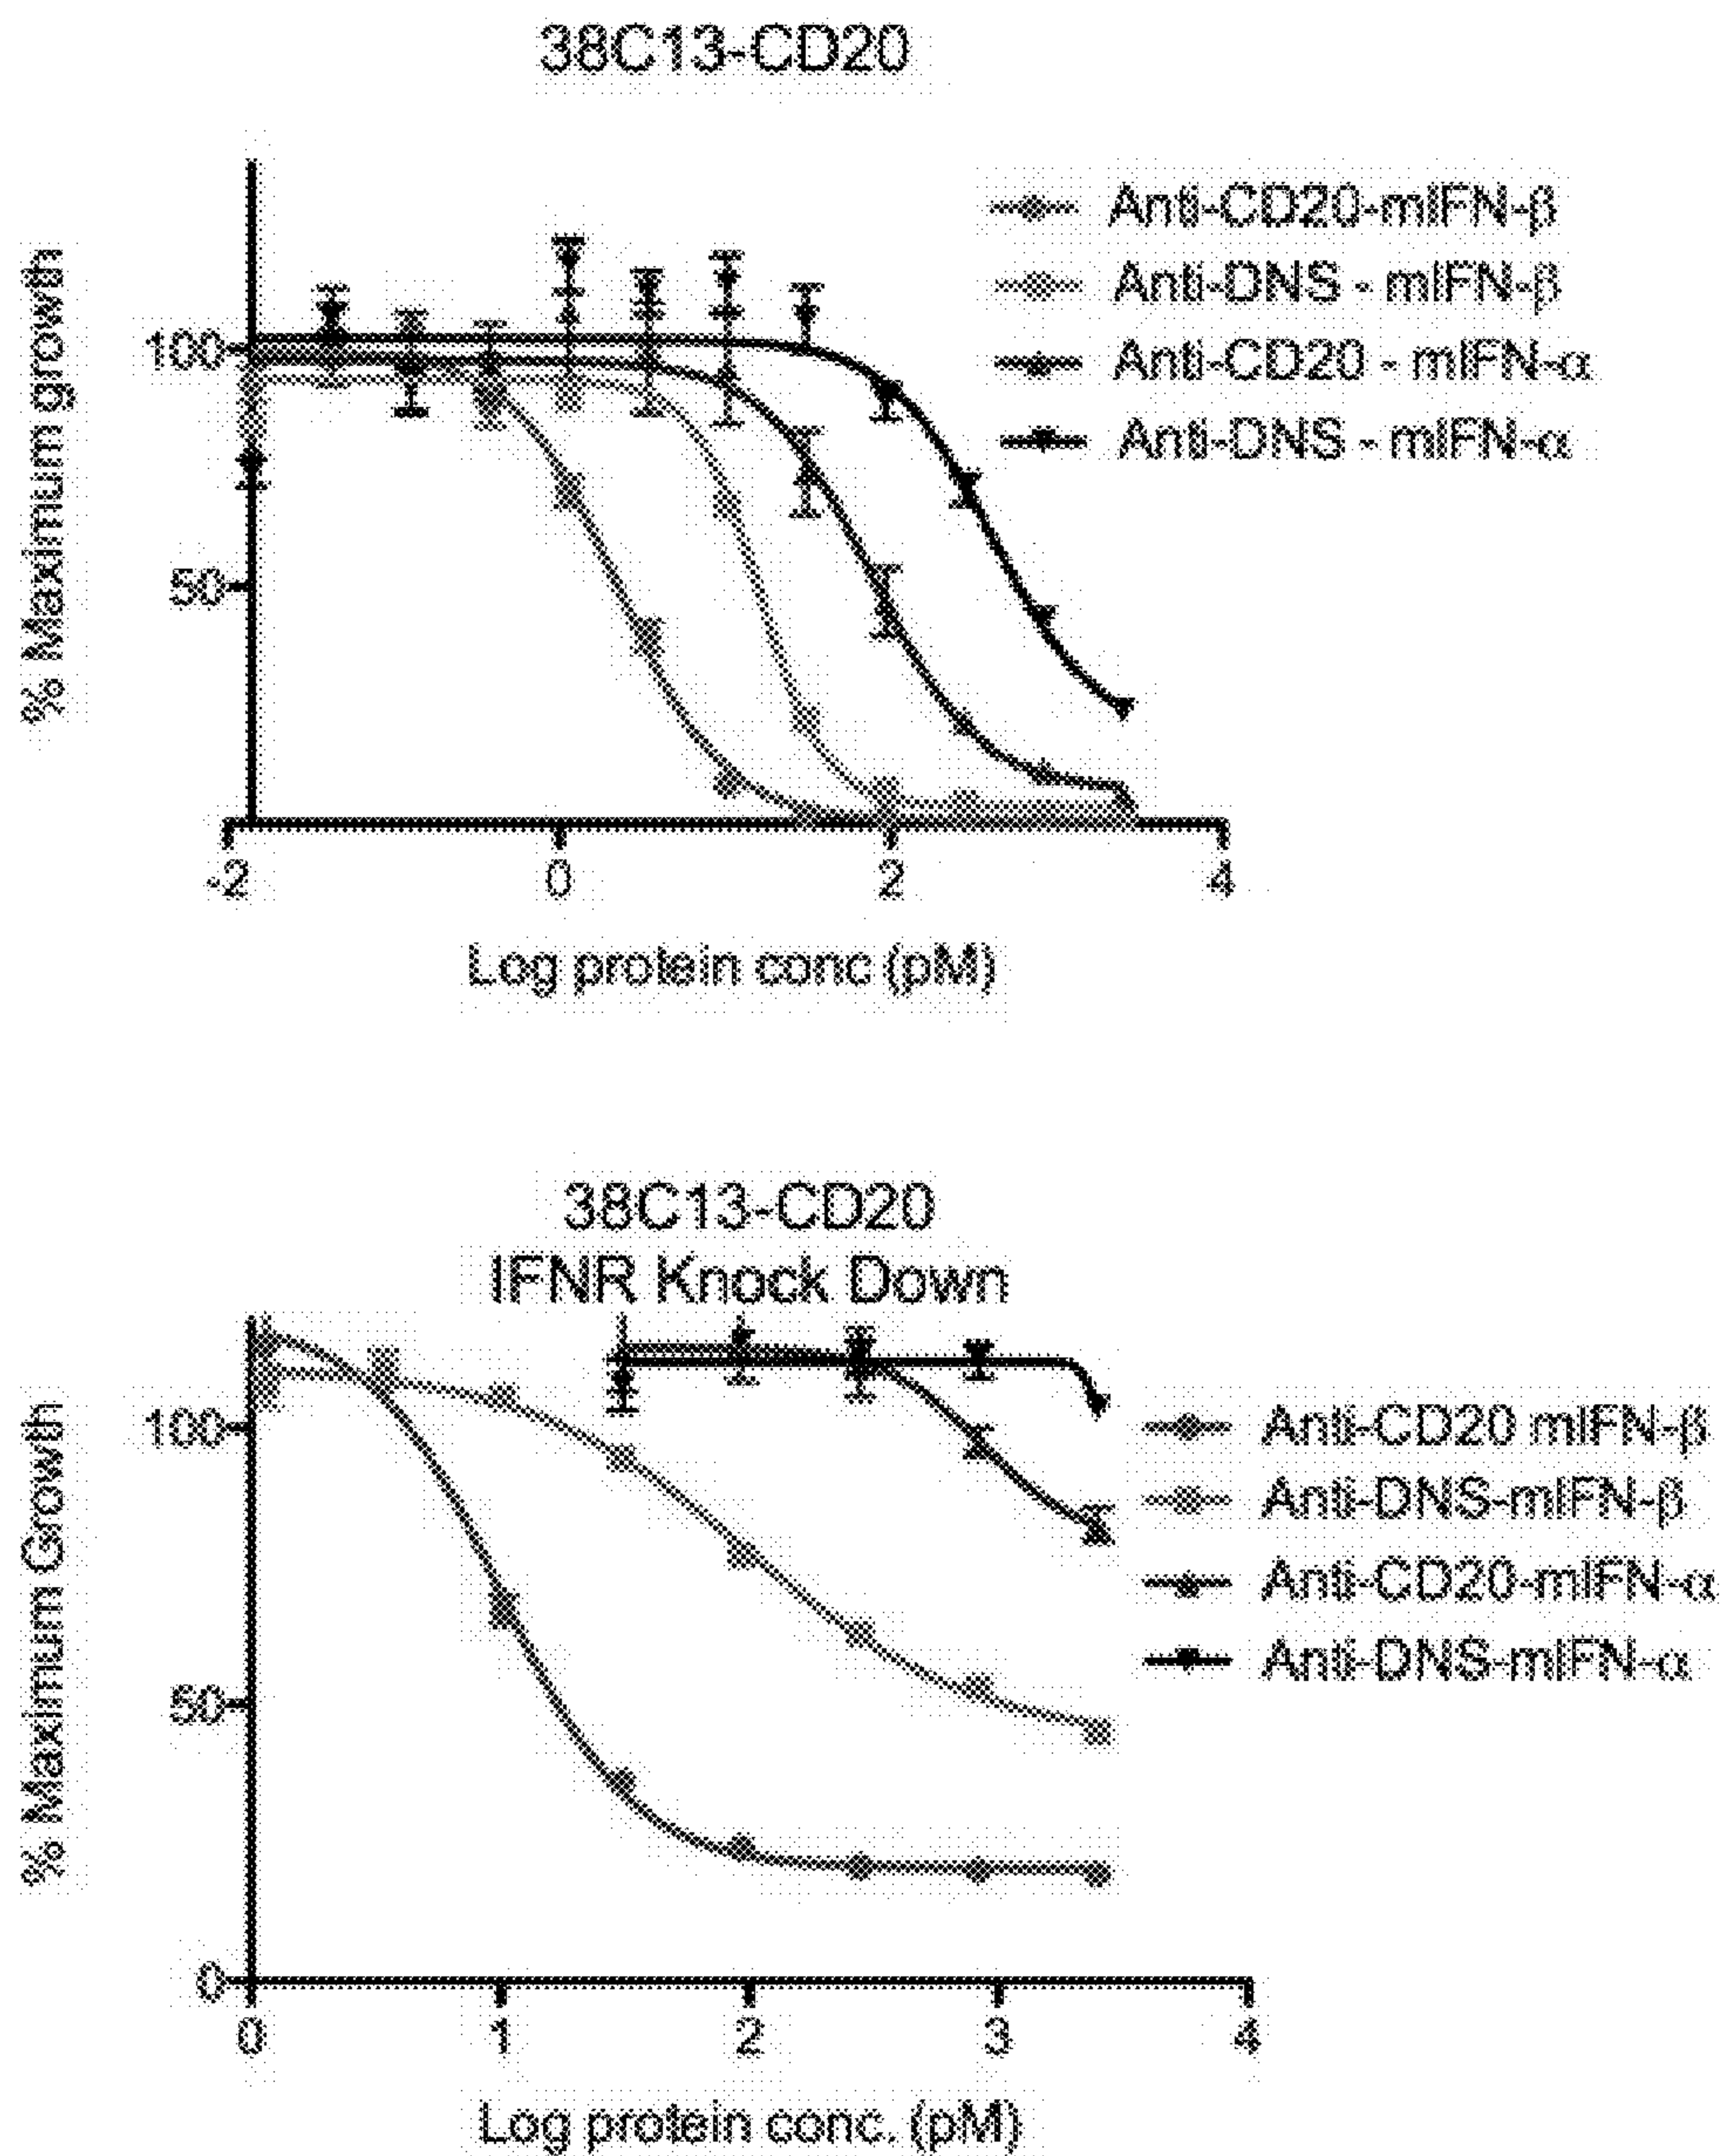 38C13-CD20
% Maximum growth
100
50
-2
0
2
4
Log protein conc (pM)
Anti-CD20-mIFN-β
Anti-DNS - mIFN-β
Anti-CD20 - mIFN-α
Anti-DNS - mIFN-α
38C13-CD20
IFNR Knock Down
% Maximum Growth
100
50
0
0
1
2
3
4
Log protein conc. (pM)
Anti-CD20 mIFN-β
Anti-DNS-mIFN-β
Anti-CD20-mIFN-α
Anti-DNS-mIFN-α